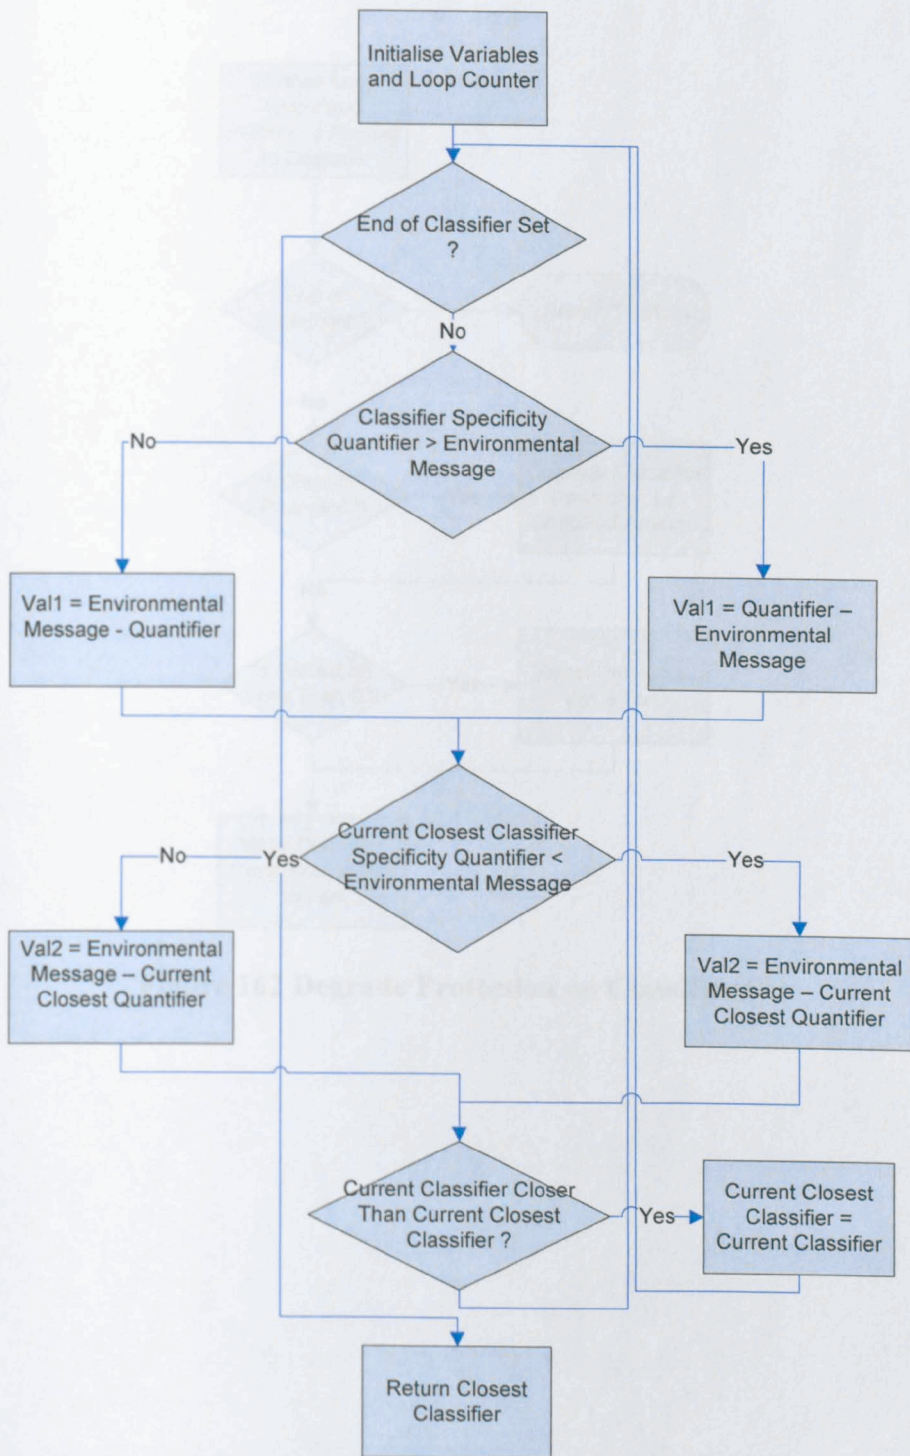 Initialise Variables
and Loop Counter
End of Classifier Set
?
No
Classifier Specificity
Quantifier > Environmental
Message
No
Yes
Val1 = Environmental
Message - Quantifier
Val1 = Quantifier –
Environmental
Message
Current Closest Classifier
Specificity Quantifier <
Environmental Message
No
Yes
Yes
Val2 = Environmental
Message – Current
Closest Quantifier
Val2 = Environmental
Message – Current
Closest Quantifier
Degrade Protection on
Current Classifier Closer
Than Current Closest
Classifier ?
Yes
Current Closest
Classifier =
Current Classifier
Return Closest
Classifier